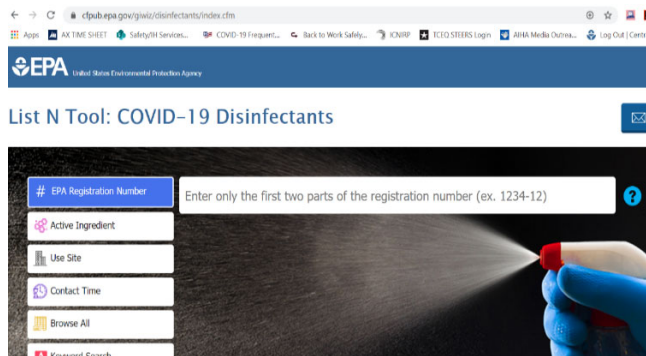 cfpub.epa.gov/giwiz/disinfectants/index.cfm
Apps AX TIME SHEET Safety/IH Services... COVID-19 Frequent... Back to Work Safely... ICNIRP TCEQ STEERS Login AIHA Media Outrea... Log Out | Centr
EPA United States Environmental Protection Agency
List N Tool: COVID-19 Disinfectants
# EPA Registration Number
Enter only the first two parts of the registration number (ex. 1234-12)
?
Active Ingredient
Use Site
Contact Time
Browse All
Keyword Search